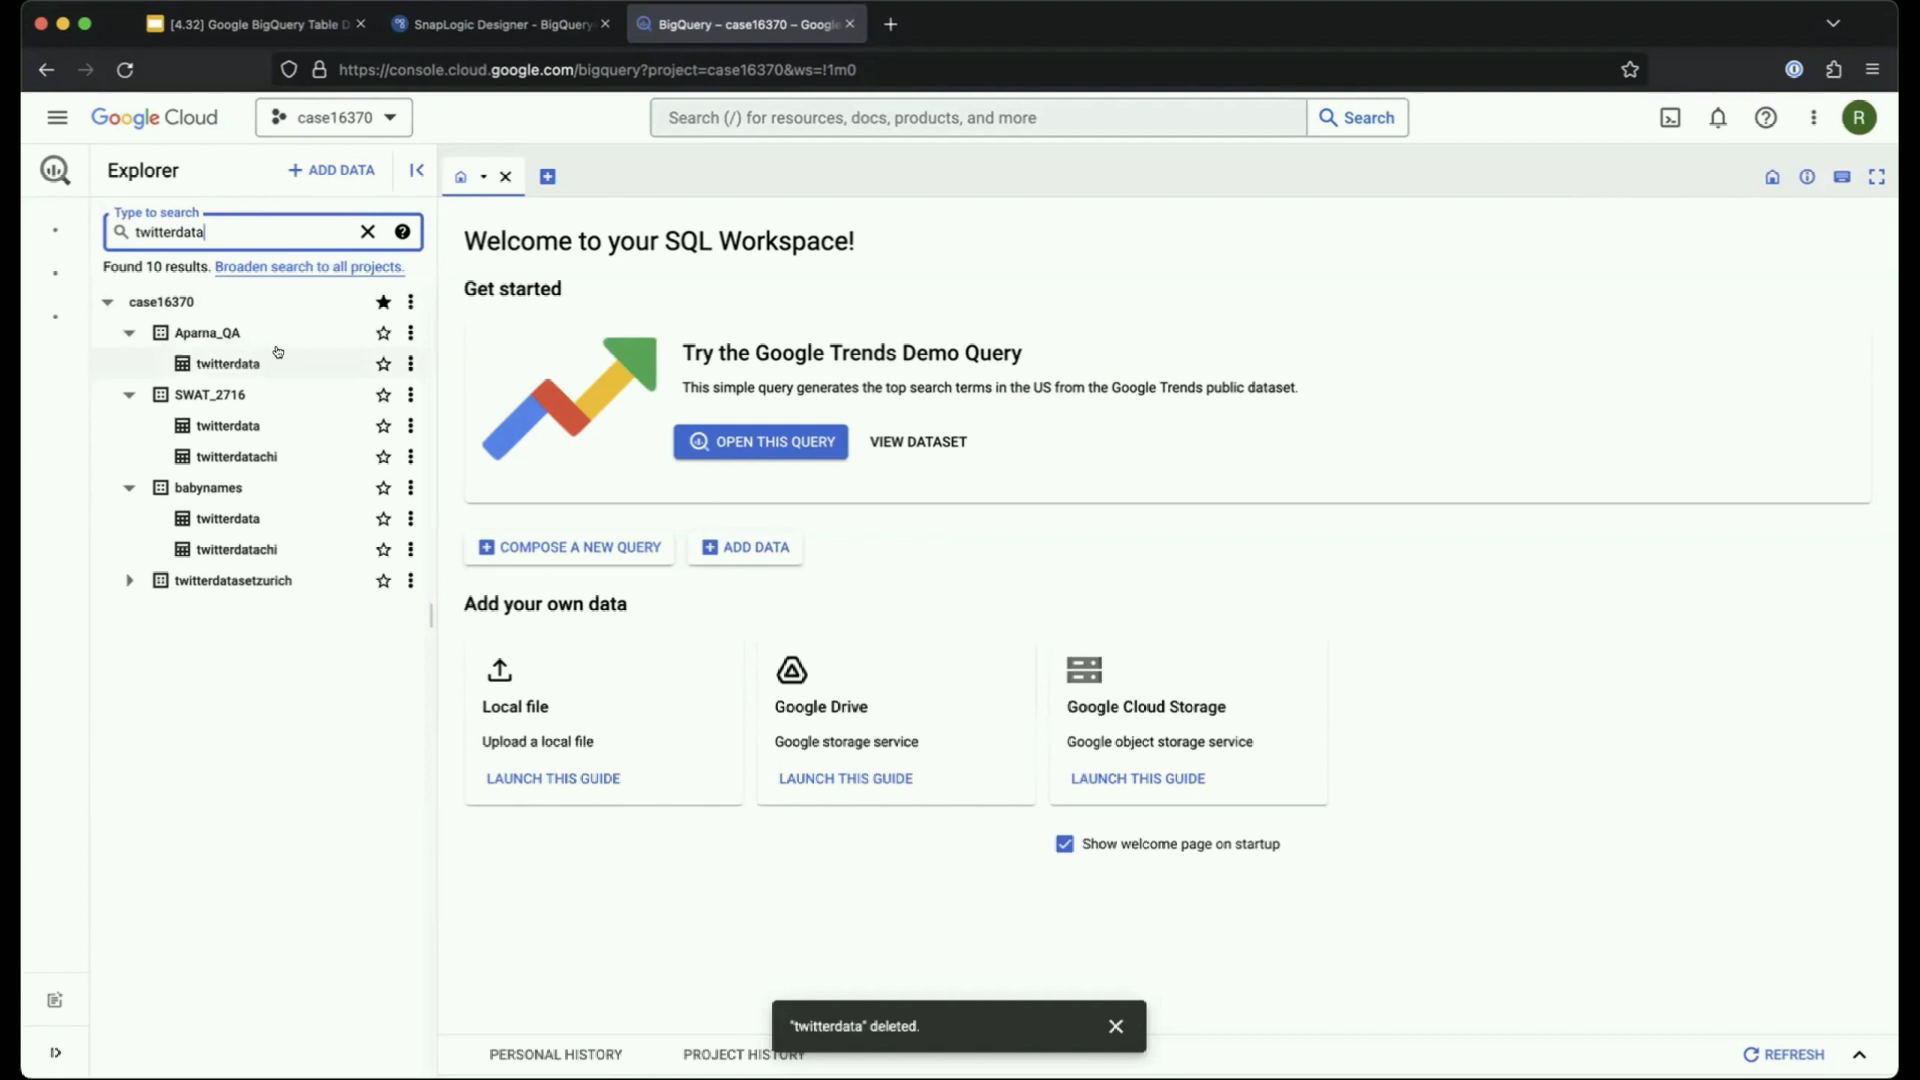 [4.32] Google BigQuery Table D
SnapLogic Designer - BigQuery
BigQuery – case16370 – Google
https://console.cloud.google.com/bigquery?project=case16370&ws=!1m0
Google Cloud
case16370
Search (/) for resources, docs, products, and more
Search
R
Explorer
+ ADD DATA
Type to search
twitterdata
Found 10 results. Broaden search to all projects.
case16370
Aparna_QA
twitterdata
SWAT_2716
twitterdata
twitterdatachi
babynames
twitterdata
twitterdatachi
twitterdatasetzurich
Welcome to your SQL Workspace!
Get started
Try the Google Trends Demo Query
This simple query generates the top search terms in the US from the Google Trends public dataset.
OPEN THIS QUERY
VIEW DATASET
COMPOSE A NEW QUERY
ADD DATA
Add your own data
Local file
Upload a local file
LAUNCH THIS GUIDE
Google Drive
Google storage service
LAUNCH THIS GUIDE
Google Cloud Storage
Google object storage service
LAUNCH THIS GUIDE
Show welcome page on startup
"twitterdata" deleted.
PERSONAL HISTORY
PROJECT HISTORY
REFRESH